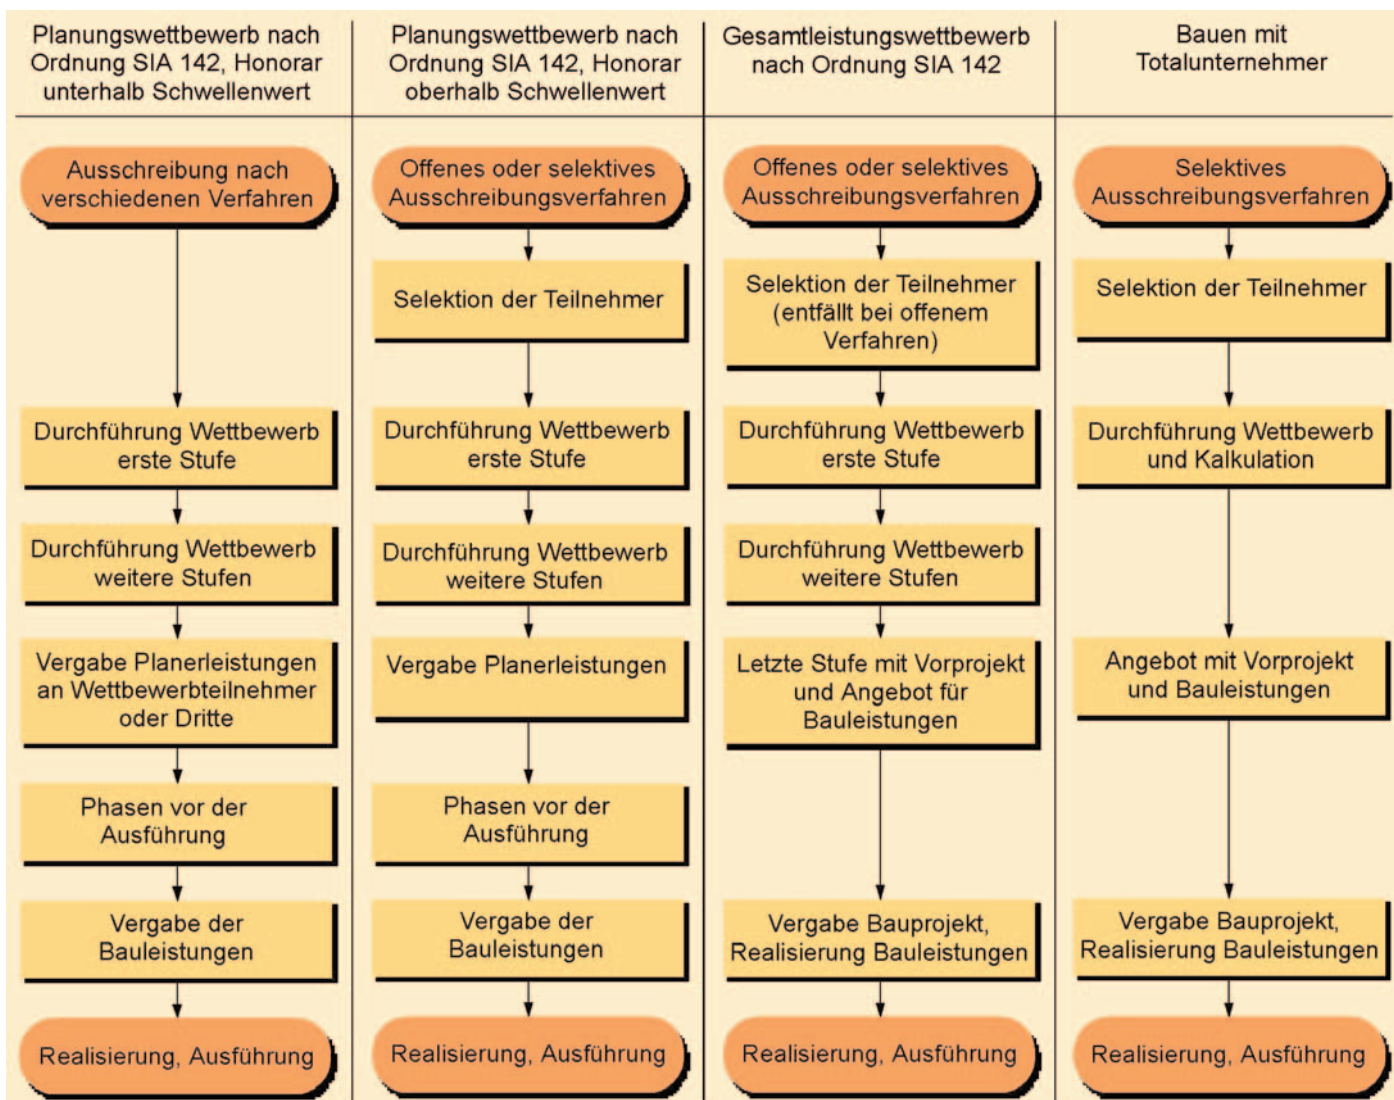 Planungswettbewerb nach
Ordnung SIA 142, Honorar
unterhalb Schwellenwert
Ausschreibung nach
verschiedenen Verfahren
Durchführung Wettbewerb
erste Stufe
Durchführung Wettbewerb
weitere Stufen
Vergabe Planerleistungen
an Wettbewerbteilnehmer
oder Dritte
Phasen vor der
Ausführung
Vergabe der
Bauleistungen
Realisierung, Ausführung
Planungswettbewerb nach
Ordnung SIA 142, Honorar
oberhalb Schwellenwert
Offenes oder selektives
Ausschreibungsverfahren
Selektion der Teilnehmer
Durchführung Wettbewerb
erste Stufe
Durchführung Wettbewerb
weitere Stufen
Vergabe Planerleistungen
Phasen vor der
Ausführung
Vergabe der
Bauleistungen
Realisierung, Ausführung
Gesamtleistungswettbewerb
nach Ordnung SIA 142
Offenes oder selektives
Ausschreibungsverfahren
Selektion der Teilnehmer
(entfällt bei offenem
Verfahren)
Durchführung Wettbewerb
erste Stufe
Durchführung Wettbewerb
weitere Stufen
Letzte Stufe mit Vorprojekt
und Angebot für
Bauleistungen
Vergabe Bauprojekt,
Realisierung Bauleistungen
Realisierung, Ausführung
Bauen mit
Totalunternehmer
Selektives
Ausschreibungsverfahren
Selektion der Teilnehmer
Durchführung Wettbewerb
und Kalkulation
Angebot mit Vorprojekt
und Bauleistungen
Vergabe Bauprojekt,
Realisierung Bauleistungen
Realisierung, Ausführung